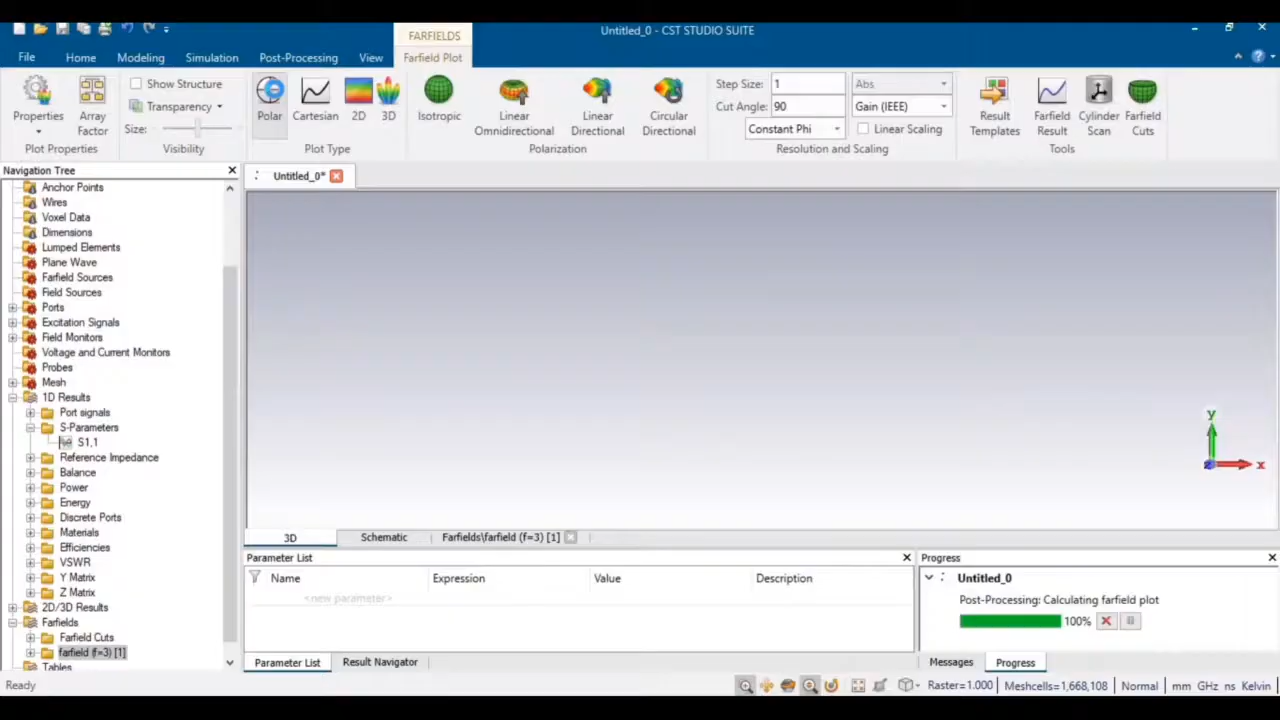 FARFIELDS
Untitled_0 - CST STUDIO SUITE
File Home Modeling Simulation Post-Processing View Farfield Plot
Properties
Array Factor
Plot Properties
Show Structure
Transparency
Size:
Visibility
Polar
Cartesian
2D
3D
Plot Type
Isotropic
Linear Omnidirectional
Linear Directional
Circular Directional
Polarization
Step Size: 1
Abs
Cut Angle: 90
Gain (IEEE)
Constant Phi
Linear Scaling
Resolution and Scaling
Result Templates
Farfield Result
Cylinder Scan
Farfield Cuts
Tools
Navigation Tree
Anchor Points
Wires
Voxel Data
Dimensions
Lumped Elements
Plane Wave
Farfield Sources
Field Sources
Ports
Excitation Signals
Field Monitors
Voltage and Current Monitors
Probes
Mesh
1D Results
Port signals
S-Parameters
S1,1
Reference Impedance
Balance
Power
Energy
Discrete Ports
Materials
Efficiencies
VSWR
Y Matrix
Z Matrix
2D/3D Results
Farfields
Farfield Cuts
farfield (f=3) [1]
Tables
Untitled_0*
y
z
x
3D Schematic Farfields\farfield (f=3) [1]
Parameter List
Name Expression Value Description
<new parameter>
Parameter List Result Navigator
Progress
Untitled_0
Post-Processing: Calculating farfield plot
100%
Messages Progress
Ready
Raster=1.000 Meshcells=1,668,108 Normal mm GHz ns Kelvin